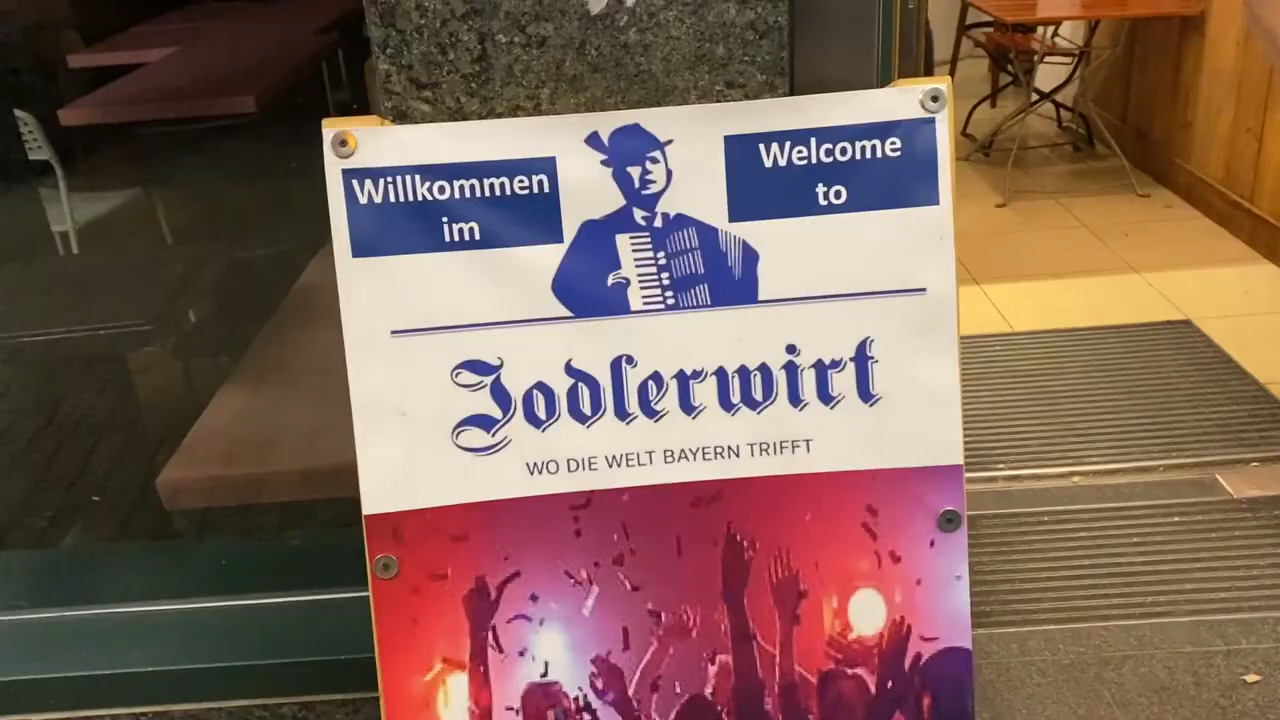 Willkommen
im
Welcome
to
Jodlerwirt
WO DIE WELT BAYERN TRIFFT